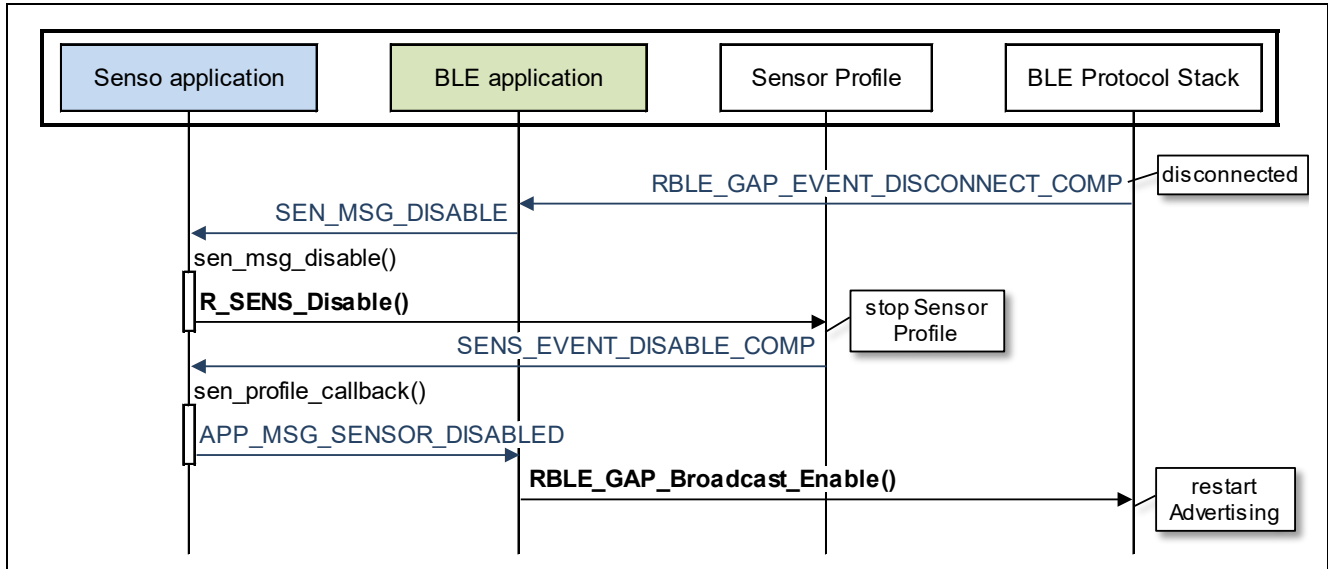 Senso application
BLE application
Sensor Profile
BLE Protocol Stack
disconnected
RBLE_GAP_EVENT_DISCONNECT_COMP
SEN_MSG_DISABLE
sen_msg_disable()
R_SENS_Disable()
stop Sensor
Profile
SENS_EVENT_DISABLE_COMP
sen_profile_callback()
APP_MSG_SENSOR_DISABLED
RBLE_GAP_Broadcast_Enable()
restart
Advertising